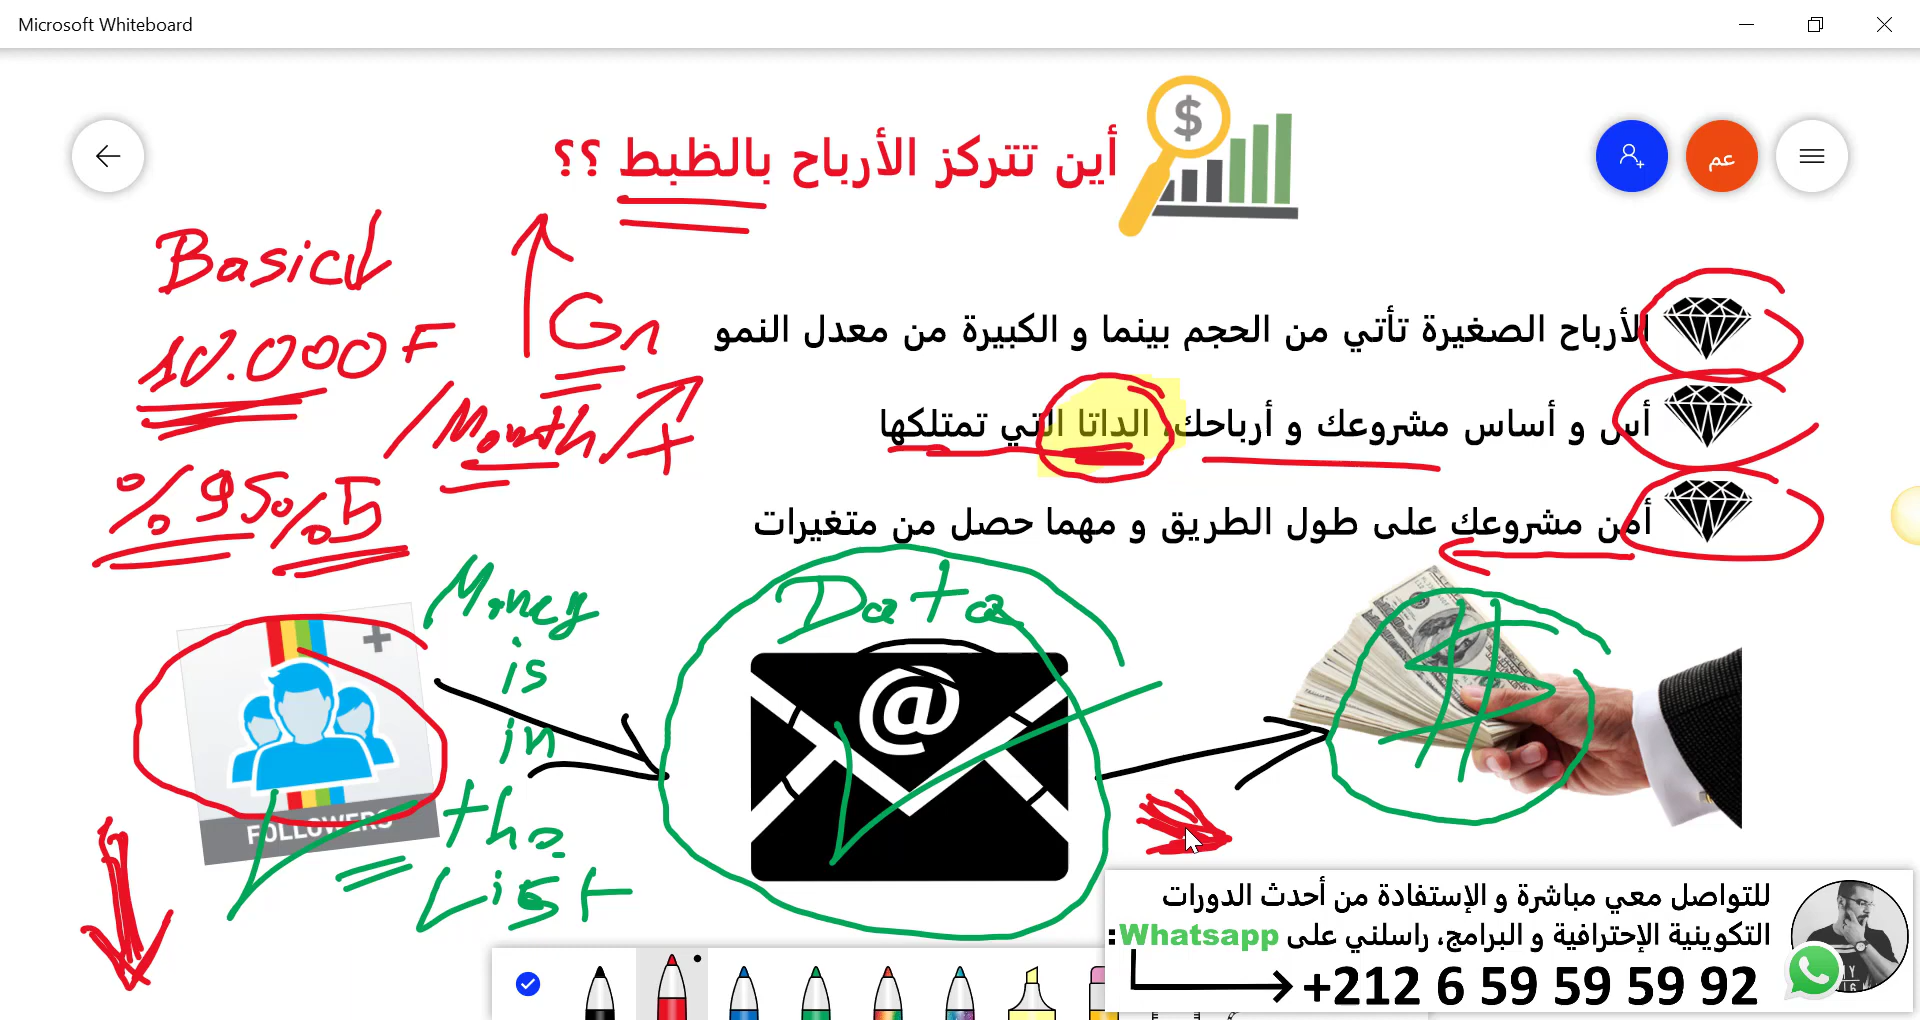 Microsoft Whiteboard
أين تتركز الأرباح بالظبط ؟؟
$
عم
Basic
10.000 F
Gr
/Month/+
% 95 % 5
الأرباح الصغيرة تأتي من الحجم بينما و الكبيرة من معدل النمو
أس و أساس مشروعك و أرباحك، الداتا التي تمتلكها
أمن مشروعك على طول الطريق و مهما حصل من متغيرات
Money
is
in
the
List
Data
@
$
FOLLOWERS
للتواصل معي مباشرة و الإستفادة من أحدث الدورات
التكوينية الإحترافية و البرامج، راسلني على Whatsapp:
+212 6 59 59 59 92